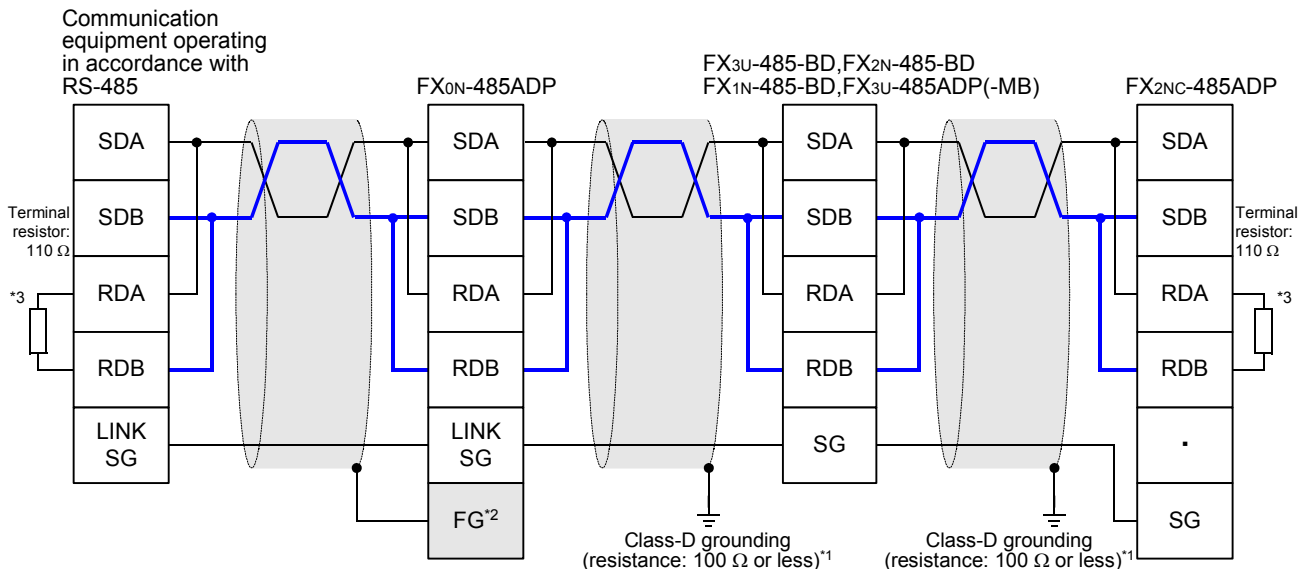 Communication
equipment operating
in accordance with
RS-485
FX0N-485ADP
FX3U-485-BD,FX2N-485-BD
FX1N-485-BD,FX3U-485ADP(-MB)
FX2NC-485ADP
SDA
SDB
RDA
RDB
LINK
SG
Terminal
resistor:
110 Ω
*3
SDA
SDB
RDA
RDB
LINK
SG
FG*2
SDA
SDB
RDA
RDB
SG
SDA
SDB
RDA
RDB
.
SG
Terminal
resistor:
110 Ω
*3
Class-D grounding
(resistance: 100 Ω or less)*1
Class-D grounding
(resistance: 100 Ω or less)*1